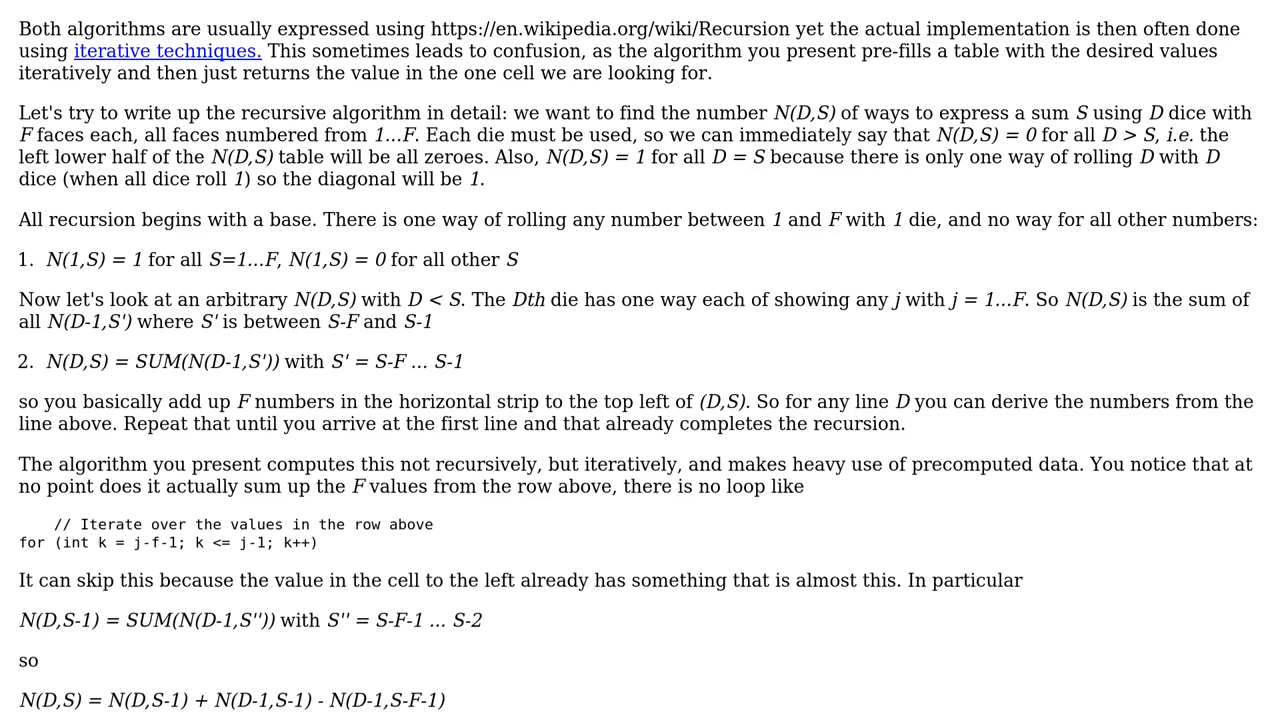 Both algorithms are usually expressed using https://en.wikipedia.org/wiki/Recursion yet the actual implementation is then often done
using iterative techniques. This sometimes leads to confusion, as the algorithm you present pre-fills a table with the desired values
iteratively and then just returns the value in the one cell we are looking for.
Let's try to write up the recursive algorithm in detail: we want to find the number N(D,S) of ways to express a sum S using D dice with
F faces each, all faces numbered from 1...F. Each die must be used, so we can immediately say that N(D,S) = 0 for all D > S, i.e. the
left lower half of the N(D,S) table will be all zeroes. Also, N(D,S) = 1 for all D = S because there is only one way of rolling D with D
dice (when all dice roll 1) so the diagonal will be 1.
All recursion begins with a base. There is one way of rolling any number between 1 and F with 1 die, and no way for all other numbers:
1. N(1,S) = 1 for all S=1...F, N(1,S) = 0 for all other S
Now let's look at an arbitrary N(D,S) with D < S. The Dth die has one way each of showing any j with j = 1...F. So N(D,S) is the sum of
all N(D-1,S') where S' is between S-F and S-1
2. N(D,S) = SUM(N(D-1,S')) with S' = S-F ... S-1
so you basically add up F numbers in the horizontal strip to the top left of (D,S). So for any line D you can derive the numbers from the
line above. Repeat that until you arrive at the first line and that already completes the recursion.
The algorithm you present computes this not recursively, but iteratively, and makes heavy use of precomputed data. You notice that at
no point does it actually sum up the F values from the row above, there is no loop like
// Iterate over the values in the row above
for (int k = j-f-1; k <= j-1; k++)
It can skip this because the value in the cell to the left already has something that is almost this. In particular
N(D,S-1) = SUM(N(D-1,S'')) with S'' = S-F-1 ... S-2
so
N(D,S) = N(D,S-1) + N(D-1,S-1) - N(D-1,S-F-1)